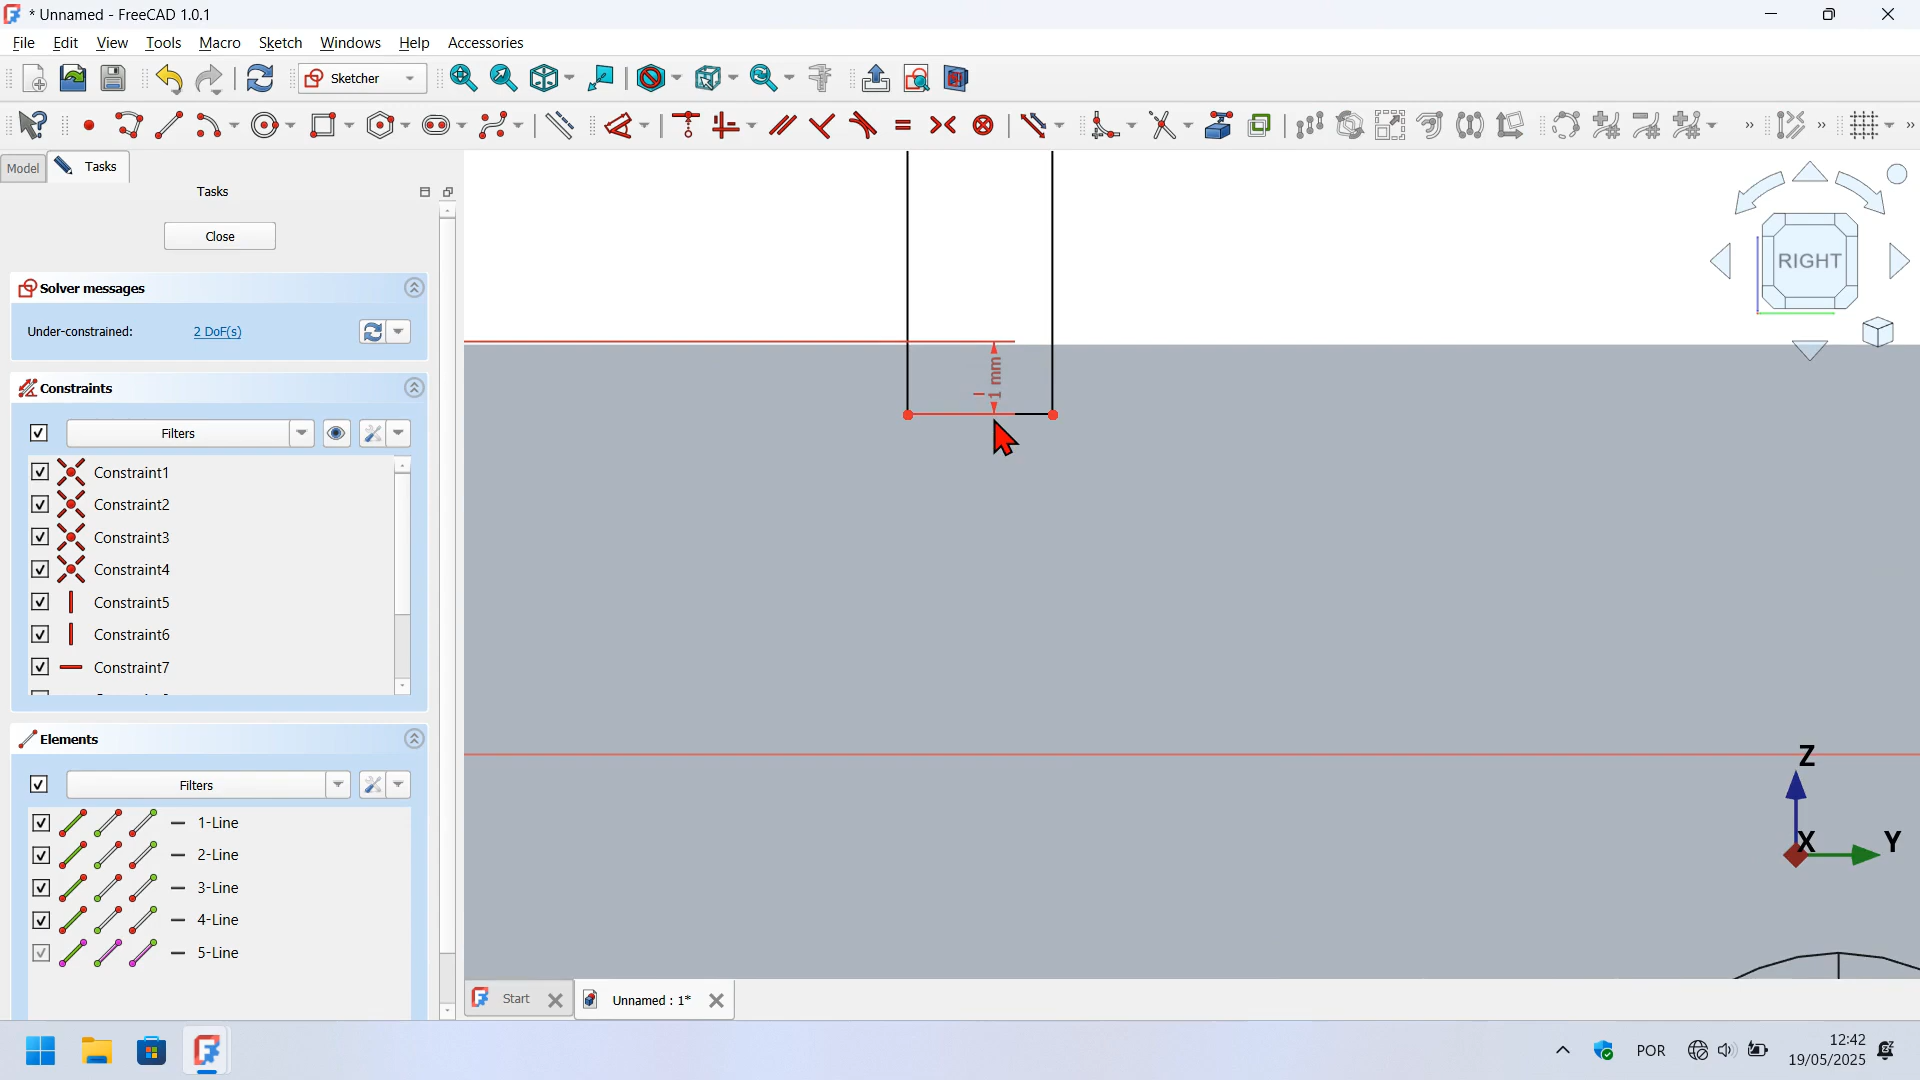 * Unnamed - FreeCAD 1.0.1
File Edit View Tools Macro Sketch Windows Help Accessories
Sketcher
Model Tasks
Tasks
Close
Solver messages
Under-constrained: 2 DoF(s)
Constraints
Filters
Constraint1
Constraint2
Constraint3
Constraint4
Constraint5
Constraint6
Constraint7
Elements
Filters
1-Line
2-Line
3-Line
4-Line
5-Line
1 mm
RIGHT
Z
X
Y
Start
Unnamed : 1*
POR
12:42
19/05/2025